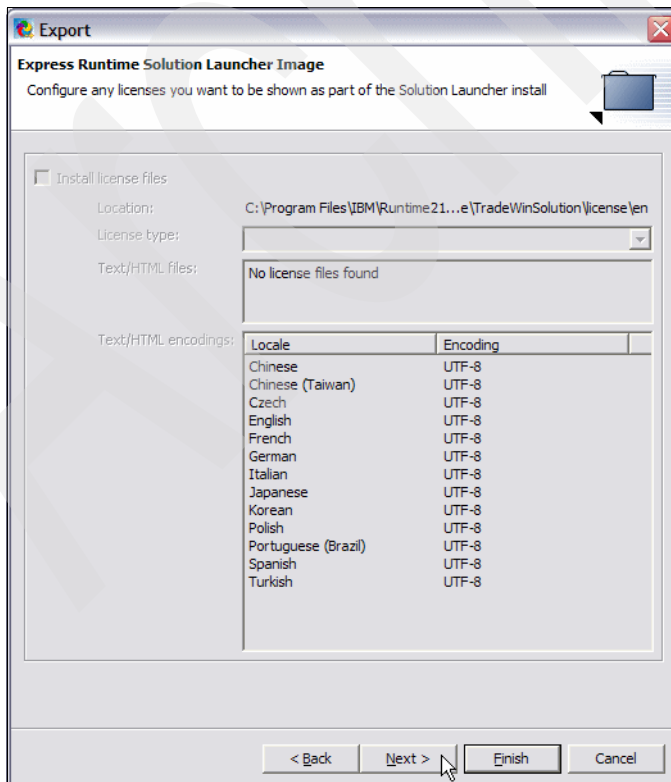 Export
Express Runtime Solution Launcher Image
Configure any licenses you want to be shown as part of the Solution Launcher install
Install license files
Location: C:\Program Files\IBM\Runtime21...e\TradeWinSolution\license\en
License type:
Text/HTML files: No license files found
Text/HTML encodings: Locale Encoding
Chinese UTF-8
Chinese (Taiwan) UTF-8
Czech UTF-8
English UTF-8
French UTF-8
German UTF-8
Italian UTF-8
Japanese UTF-8
Korean UTF-8
Polish UTF-8
Portuguese (Brazil) UTF-8
Spanish UTF-8
Turkish UTF-8
< Back Next > Finish Cancel